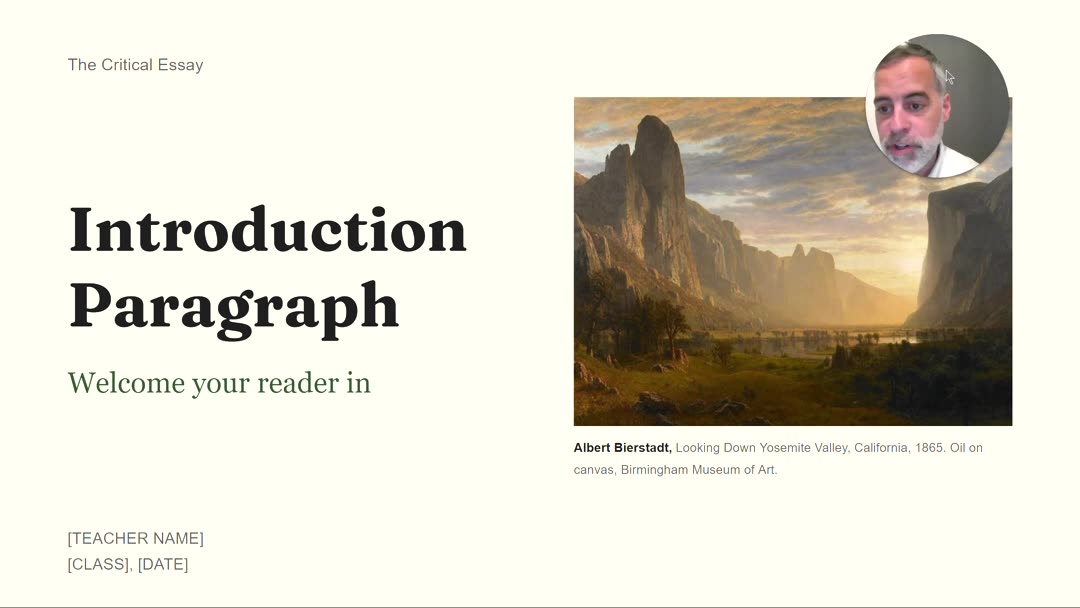 The Critical Essay
Introduction
Paragraph
Welcome your reader in
Albert Bierstadt, Looking Down Yosemite Valley, California, 1865. Oil on
canvas, Birmingham Museum of Art.
[TEACHER NAME]
[CLASS], [DATE]